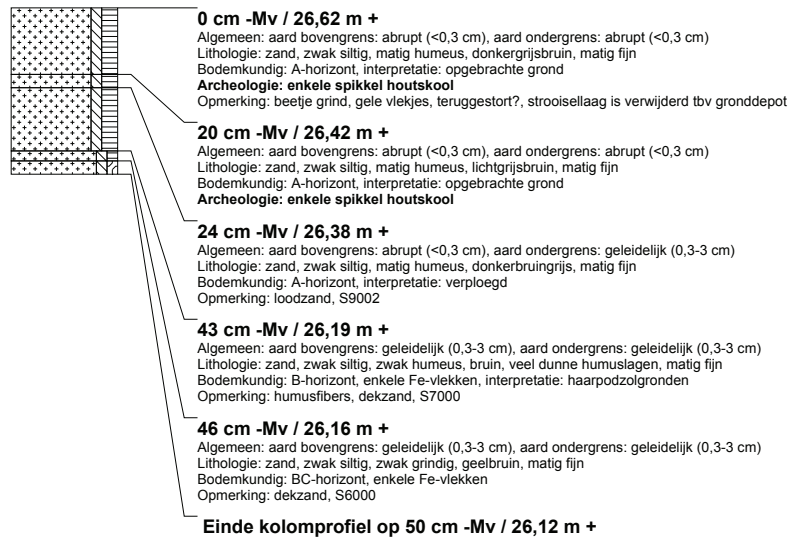 0 cm -Mv / 26,62 m +
Algemeen: aard bovengrens: abrupt (<0,3 cm), aard ondergrens: abrupt (<0,3 cm)
Lithologie: zand, zwak siltig, matig humeus, donkergrijsbruin, matig fijn
Bodemkundig: A-horizont, interpretatie: opgebrachte grond
Archeologie: enkele spikkel houtskool
Opmerking: beetje grind, gele vlekjes, teruggestort?, strooisellaag is verwijderd tbv gronddepot
20 cm -Mv / 26,42 m +
Algemeen: aard bovengrens: abrupt (<0,3 cm), aard ondergrens: abrupt (<0,3 cm)
Lithologie: zand, zwak siltig, matig humeus, lichtgrijsbruin, matig fijn
Bodemkundig: A-horizont, interpretatie: opgebrachte grond
Archeologie: enkele spikkel houtskool
24 cm -Mv / 26,38 m +
Algemeen: aard bovengrens: abrupt (<0,3 cm), aard ondergrens: geleidelijk (0,3-3 cm)
Lithologie: zand, zwak siltig, matig humeus, donkerbruingrijs, matig fijn
Bodemkundig: A-horizont, interpretatie: verploegd
Opmerking: loodzand, S9002
43 cm -Mv / 26,19 m +
Algemeen: aard bovengrens: geleidelijk (0,3-3 cm), aard ondergrens: geleidelijk (0,3-3 cm)
Lithologie: zand, zwak siltig, zwak humeus, bruin, veel dunne humuslagen, matig fijn
Bodemkundig: B-horizont, enkele Fe-vlekken, interpretatie: haarpodzolgronden
Opmerking: humusfibers, dekzand, S7000
46 cm -Mv / 26,16 m +
Algemeen: aard bovengrens: geleidelijk (0,3-3 cm), aard ondergrens: geleidelijk (0,3-3 cm)
Lithologie: zand, zwak siltig, zwak grindig, geelbruin, matig fijn
Bodemkundig: BC-horizont, enkele Fe-vlekken
Opmerking: dekzand, S6000
Einde kolomprofiel op 50 cm -Mv / 26,12 m +